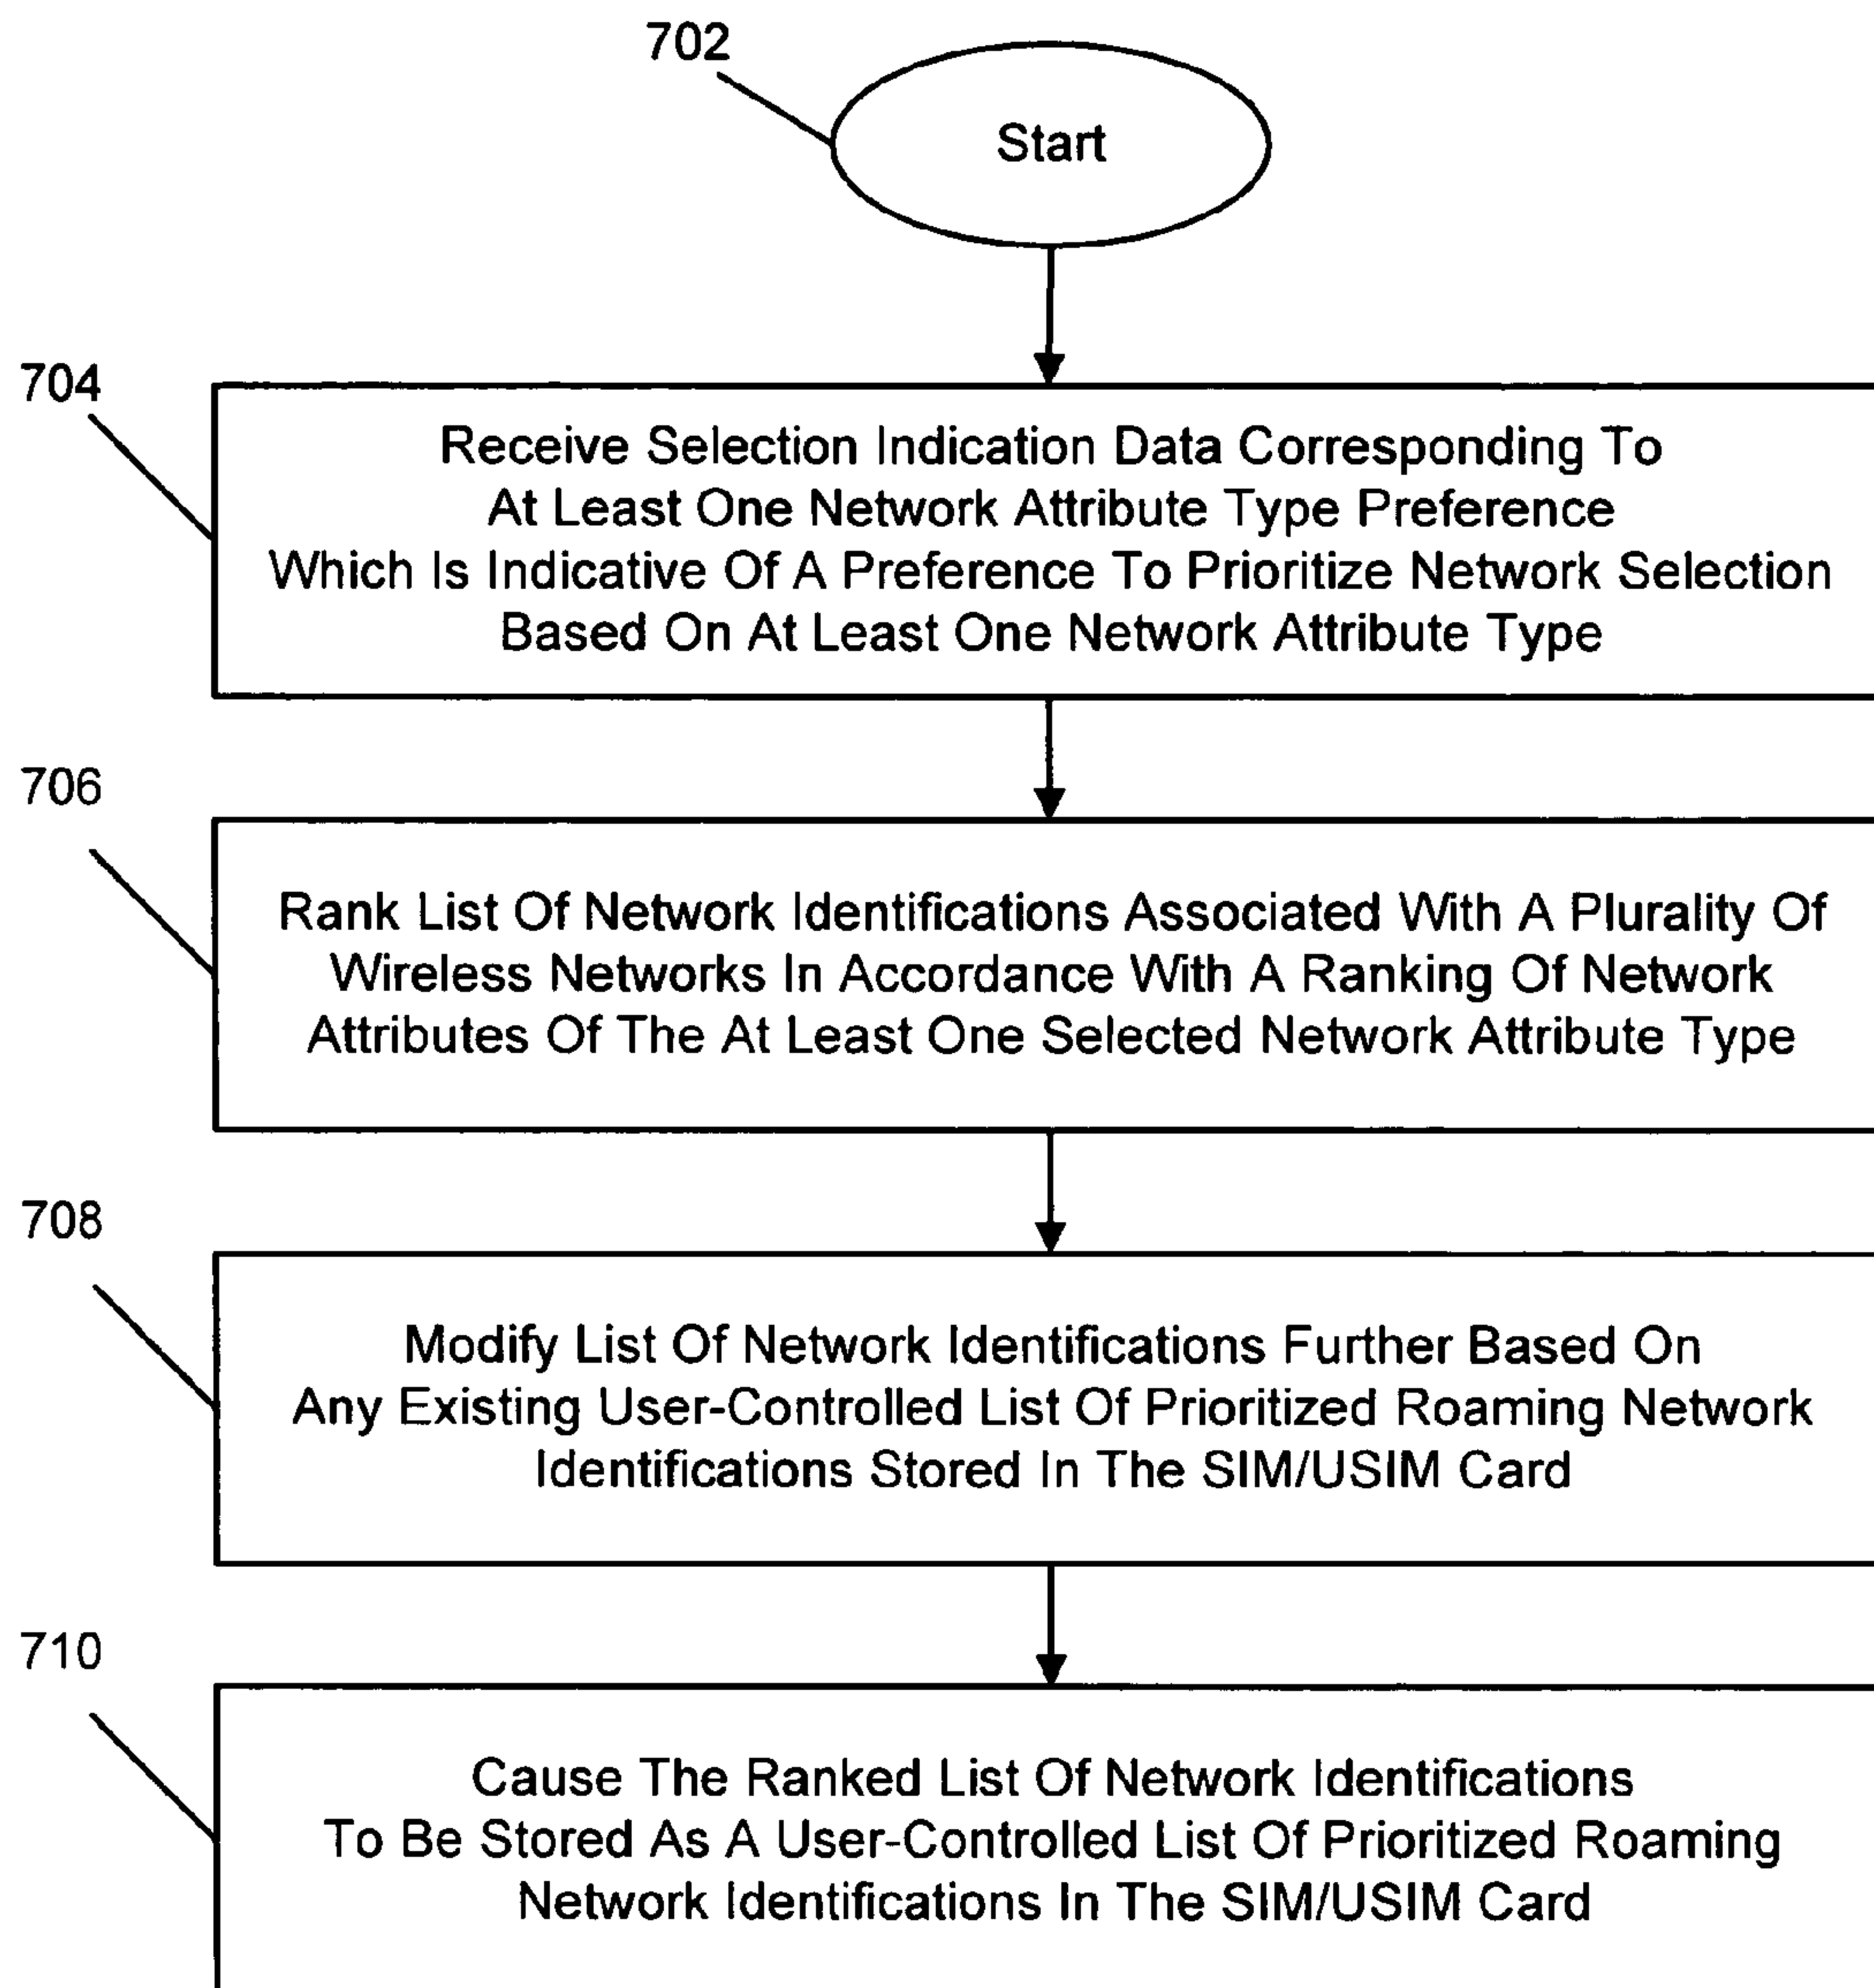 702
Start
704
Receive Selection Indication Data Corresponding To
At Least One Network Attribute Type Preference
Which Is Indicative Of A Preference To Prioritize Network Selection
Based On At Least One Network Attribute Type
706
Rank List Of Network Identifications Associated With A Plurality Of
Wireless Networks In Accordance With A Ranking Of Network
Attributes Of The At Least One Selected Network Attribute Type
708
Modify List Of Network Identifications Further Based On
Any Existing User-Controlled List Of Prioritized Roaming Network
Identifications Stored In The SIM/USIM Card
710
Cause The Ranked List Of Network Identifications
To Be Stored As A User-Controlled List Of Prioritized Roaming
Network Identifications In The SIM/USIM Card